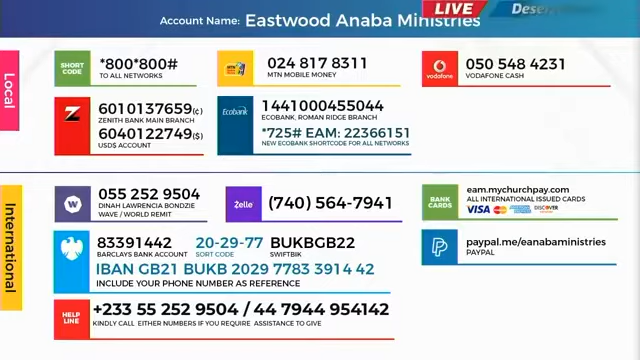 Account Name: Eastwood Anaba Ministries
LIVE
Local
SHORT CODE
*800*800#
TO ALL NETWORKS
024 817 8311
MTN MOBILE MONEY
vodafone
050 548 4231
VODAFONE CASH
Z
6010137659(¢)
ZENITH BANK MAIN BRANCH
6040122749($)
USD$ ACCOUNT
Ecobank
1441000455044
ECOBANK, ROMAN RIDGE BRANCH
*725# EAM: 22366151
NEW ECOBANK SHORTCODE FOR ALL NETWORKS
International
W
055 252 9504
DINAH LAWRENCIA BONDZIE
WAVE / WORLD REMIT
Zelle
(740) 564-7941
BANK CARDS
eam.mychurchpay.com
ALL INTERNATIONAL ISSUED CARDS
VISA
DISCOVER
83391442
BARCLAYS BANK ACCOUNT
20-29-77
SORT CODE
BUKBGB22
SWIFTBIK
IBAN GB21 BUKB 2029 7783 3914 42
INCLUDE YOUR PHONE NUMBER AS REFERENCE
paypal.me/eanabaministries
PAYPAL
HELP LINE
+233 55 252 9504 / 44 7944 954142
KINDLY CALL EITHER NUMBERS IF YOU REQUIRE ASSISTANCE TO GIVE